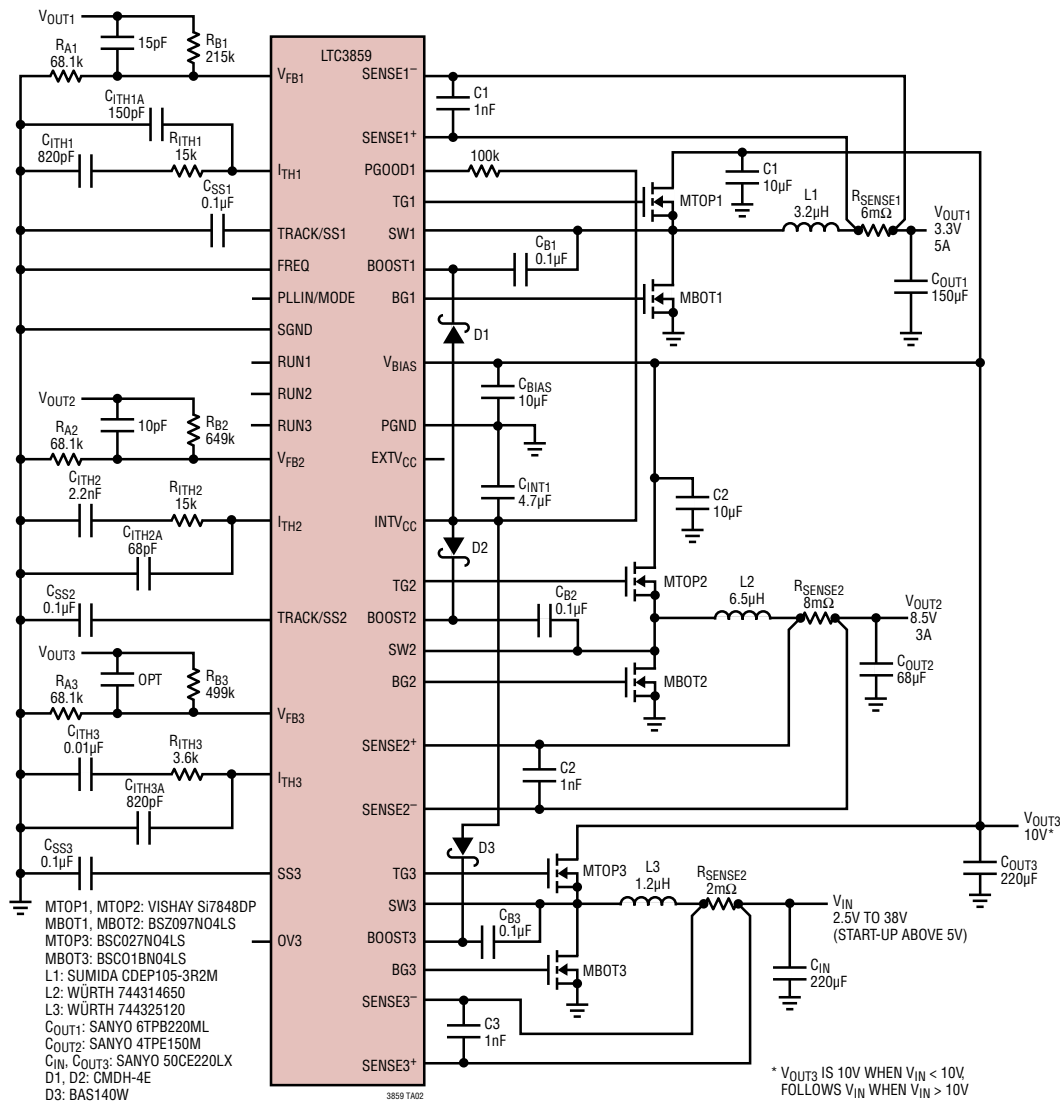 VOUT1
RA1
68.1k
15pF
RB1
215k
CITH1A
150pF
CITH1
820pF
RITH1
15k
CSS1
0.1µF
VOUT2
RA2
68.1k
10pF
RB2
649k
CITH2
2.2nF
RITH2
15k
CITH2A
68pF
CSS2
0.1µF
VOUT3
RA3
68.1k
OPT
RB3
499k
CITH3
0.01µF
RITH3
3.6k
CITH3A
820pF
CSS3
0.1µF
LTC3859
VFB1
ITH1
TRACK/SS1
FREQ
PLLIN/MODE
SGND
RUN1
RUN2
RUN3
VFB2
ITH2
TRACK/SS2
VFB3
ITH3
SS3
OV3
SENSE1–
SENSE1+
PGOOD1
TG1
SW1
BOOST1
BG1
VBIAS
PGND
EXTVCC
INTVCC
TG2
BOOST2
SW2
BG2
SENSE2+
SENSE2–
TG3
SW3
BOOST3
BG3
SENSE3–
SENSE3+
C1
1nF
100k
MTOP1
C1
10µF
L1
3.2µH
RSENSE1
6mΩ
VOUT1
3.3V
5A
CB1
0.1µF
COUT1
150µF
MBOT1
D1
CBIAS
10µF
CINT1
4.7µF
D2
C2
10µF
MTOP2
L2
6.5µH
RSENSE2
8mΩ
VOUT2
8.5V
3A
CB2
0.1µF
COUT2
68µF
MBOT2
C2
1nF
VOUT3
10V*
COUT3
220µF
D3
MTOP3
L3
1.2µH
RSENSE2
2mΩ
VIN
2.5V TO 38V
(START-UP ABOVE 5V)
CB3
0.1µF
MBOT3
CIN
220µF
C3
1nF
MTOP1, MTOP2: VISHAY Si7848DP
MBOT1, MBOT2: BSZ097NO4LS
MTOP3: BSC027NO4LS
MBOT3: BSCO1BN04LS
L1: SUMIDA CDEP105-3R2M
L2: WÜRTH 744314650
L3: WÜRTH 744325120
COUT1: SANYO 6TPB220ML
COUT2: SANYO 4TPE150M
CIN, COUT3: SANYO 50CE220LX
D1, D2: CMDH-4E
D3: BAS140W
3859 TA02
* VOUT3 IS 10V WHEN VIN < 10V,
FOLLOWS VIN WHEN VIN > 10V